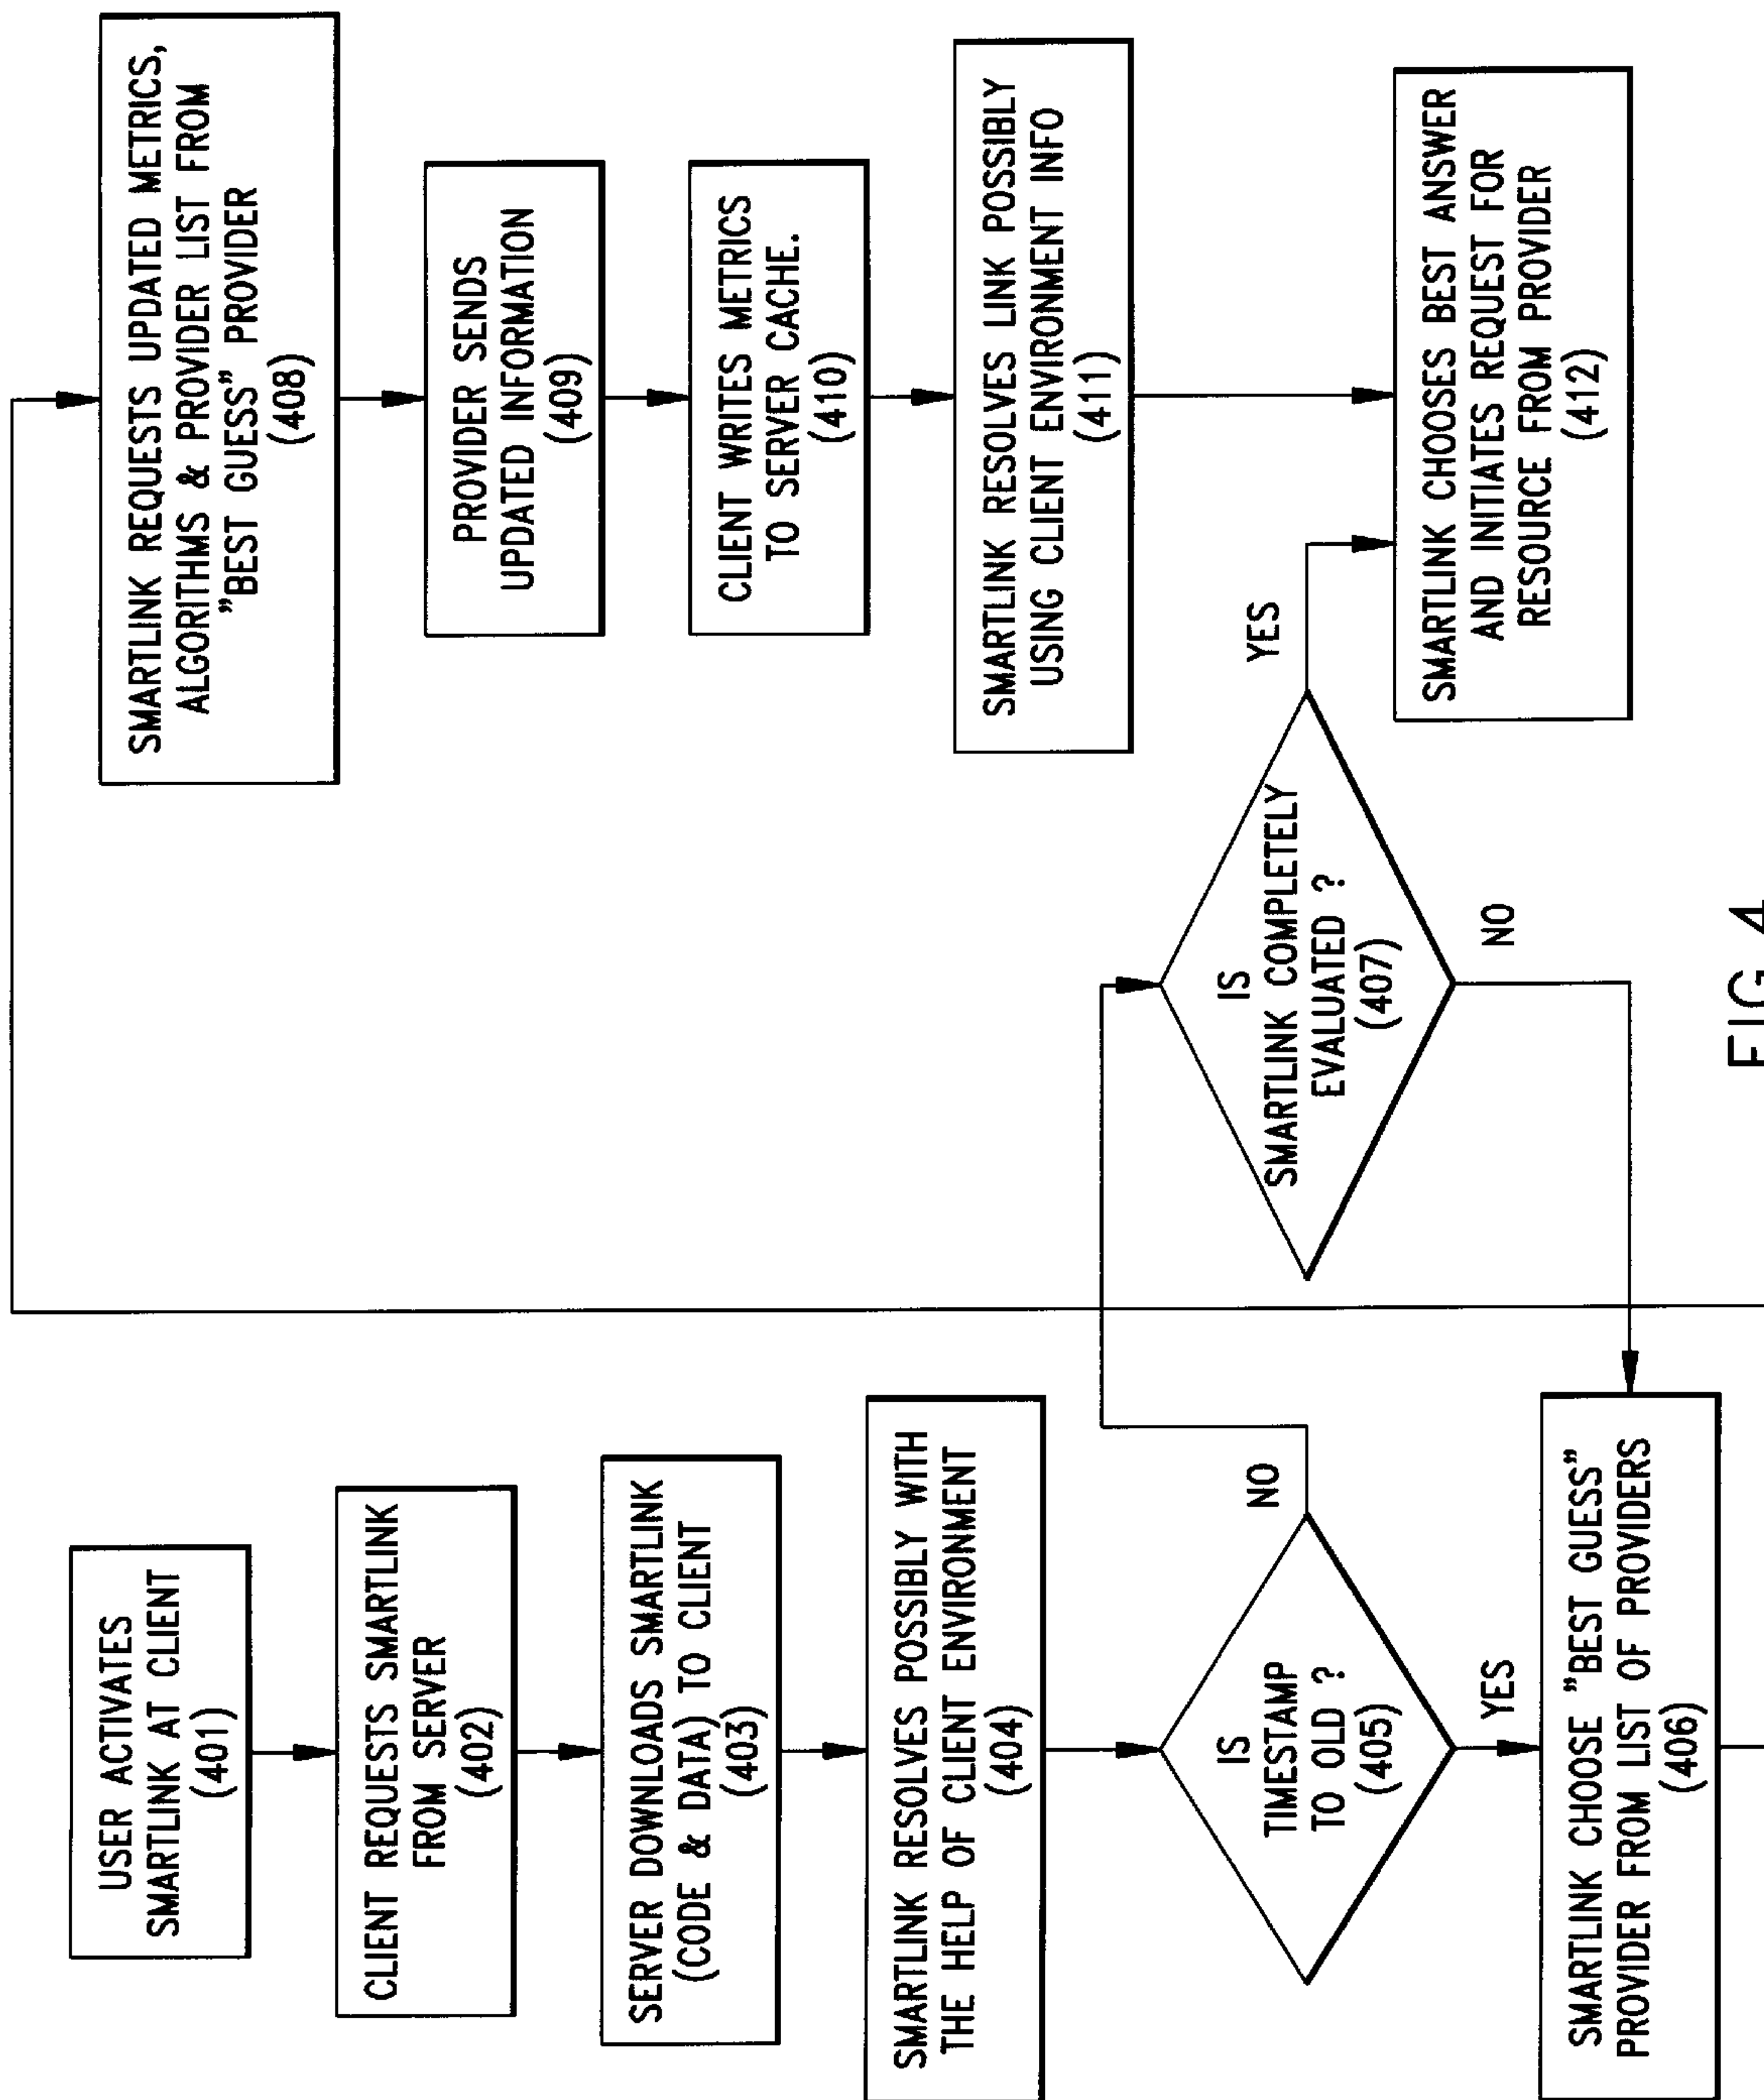 USER ACTIVATES
SMARTLINK AT CLIENT
(401)
CLIENT REQUESTS SMARTLINK
FROM SERVER
(402)
SERVER DOWNLOADS SMARTLINK
(CODE & DATA) TO CLIENT
(403)
SMARTLINK RESOLVES POSSIBLY WITH
THE HELP OF CLIENT ENVIRONMENT
(404)
IS
TIMESTAMP
TO OLD ?
(405)
NO
YES
SMARTLINK CHOOSE "BEST GUESS"
PROVIDER FROM LIST OF PROVIDERS
(406)
IS
SMARTLINK COMPLETELY
EVALUATED ?
(407)
YES
NO
SMARTLINK REQUESTS UPDATED METRICS,
ALGORITHMS & PROVIDER LIST FROM
"BEST GUESS" PROVIDER
(408)
PROVIDER SENDS
UPDATED INFORMATION
(409)
CLIENT WRITES METRICS
TO SERVER CACHE.
(410)
SMARTLINK RESOLVES LINK POSSIBLY
USING CLIENT ENVIRONMENT INFO
(411)
SMARTLINK CHOOSES BEST ANSWER
AND INITIATES REQUEST FOR
RESOURCE FROM PROVIDER
(412)
FIG. 4